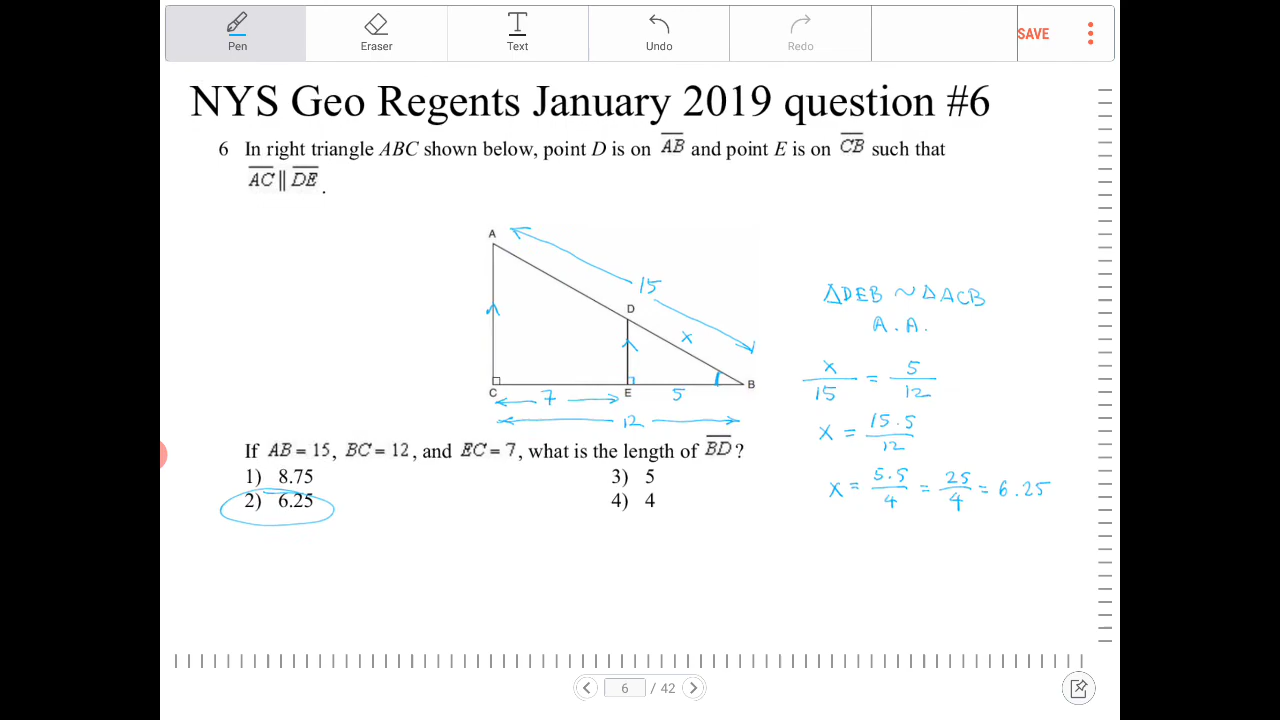 Pen
Eraser
Text
Undo
Redo
SAVE
NYS Geo Regents January 2019 question #6
6 In right triangle ABC shown below, point D is on AB and point E is on CB such that
AC || DE.
A
15
D
x
C
7
E
5
B
12
ΔDEB ~ ΔACB
A.A.
x/15 = 5/12
x = 15·5/12
x = 5·5/4 = 25/4 = 6.25
If AB = 15, BC = 12, and EC = 7, what is the length of BD?
1) 8.75
2) 6.25
3) 5
4) 4
6 / 42